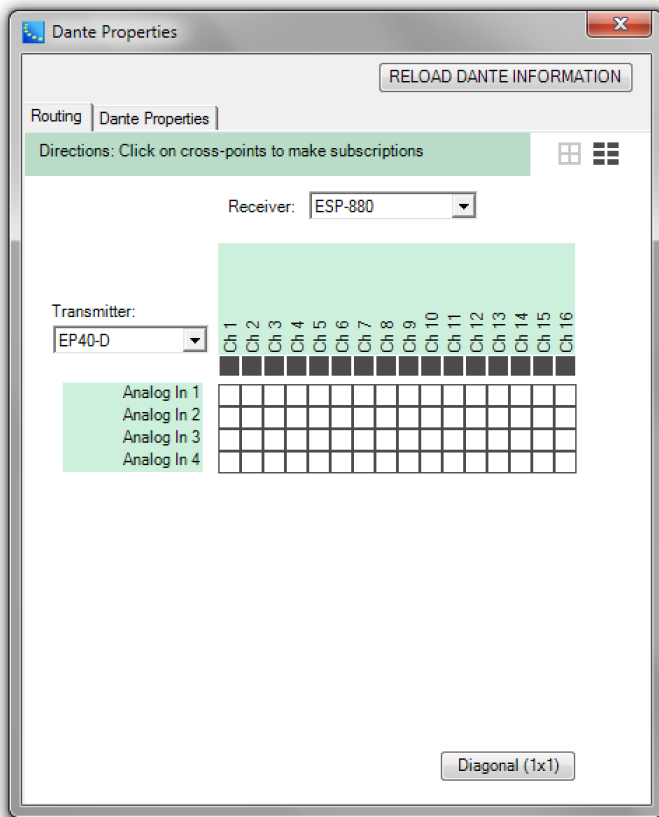 Dante Properties
RELOAD DANTE INFORMATION
Routing Dante Properties
Directions: Click on cross-points to make subscriptions
Receiver: ESP-880
Transmitter:
EP40-D
Ch 1 Ch 2 Ch 3 Ch 4 Ch 5 Ch 6 Ch 7 Ch 8 Ch 9 Ch 10 Ch 11 Ch 12 Ch 13 Ch 14 Ch 15 Ch 16
Analog In 1
Analog In 2
Analog In 3
Analog In 4
Diagonal (1x1)